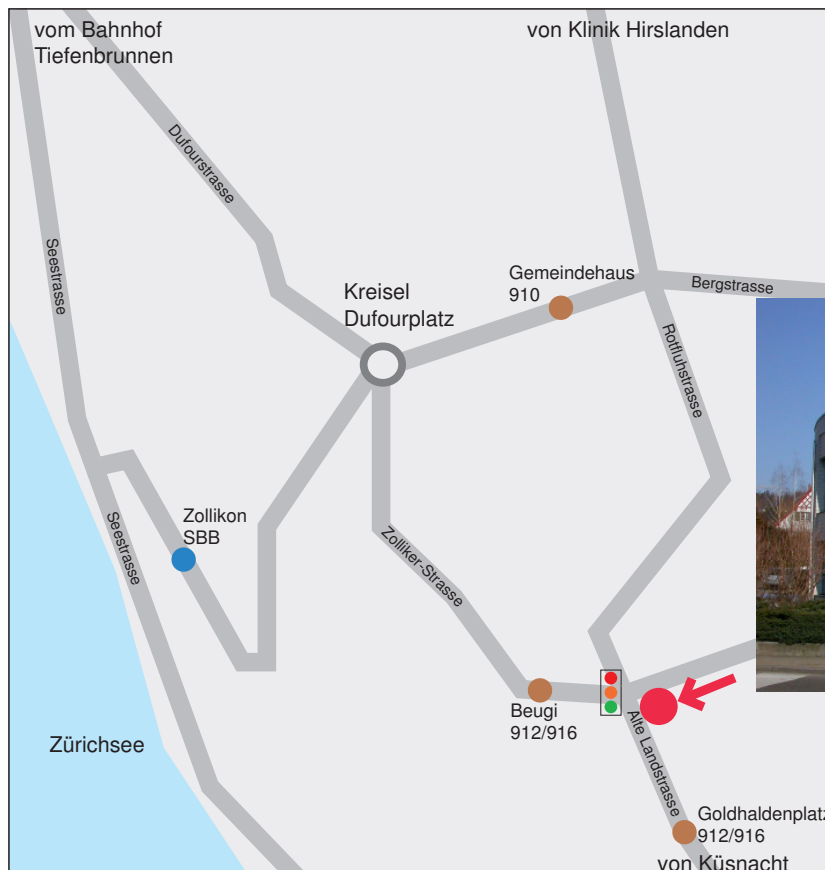 vom Bahnhof
Tiefenbrunnen
von Klinik Hirslanden
Dufourstrasse
Seestrasse
Gemeindehaus
910
Bergstrasse
Kreisel
Dufourplatz
Rotfluhstrasse
Zollikon
SBB
Seestrasse
Zolliker-Strasse
Beugi
912/916
Zürichsee
Alte Landstrasse
Goldhaldenplatz
912/916
von Küsnacht